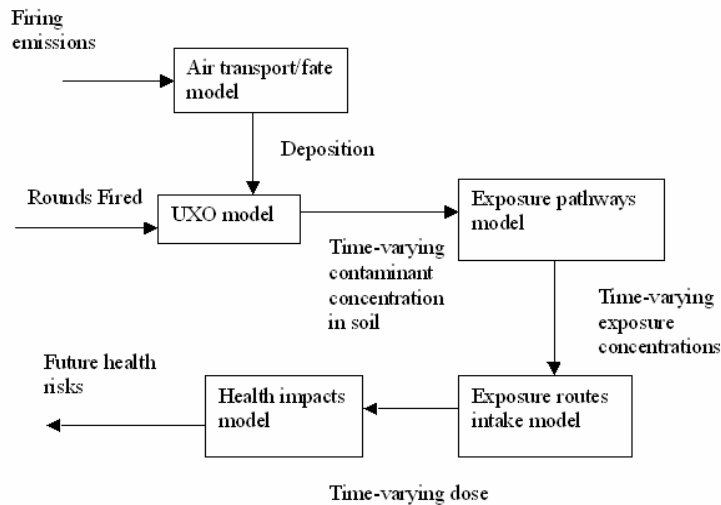 Firing
emissions
Air transport/fate
model
Deposition
Rounds Fired
UXO model
Exposure pathways
model
Time-varying
contaminant
concentration
in soil
Time-varying
exposure
concentrations
Future health
risks
Health impacts
model
Exposure routes
intake model
Time-varying dose